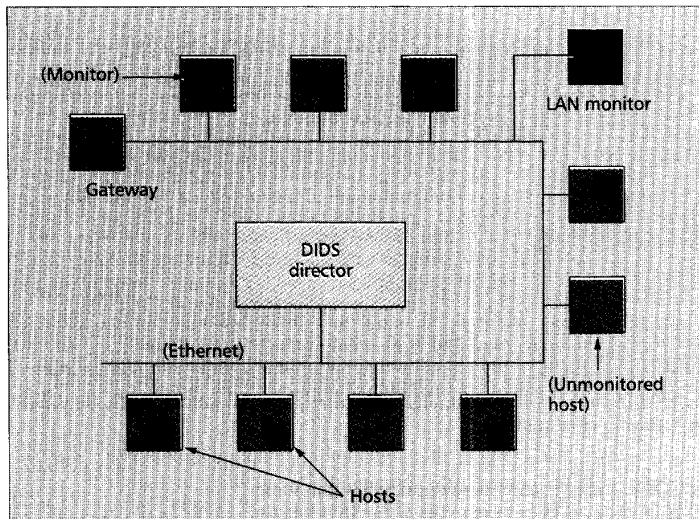 (Monitor)
LAN monitor
Gateway
DIDS
director
(Ethernet)
(Unmonitored
host)
Hosts